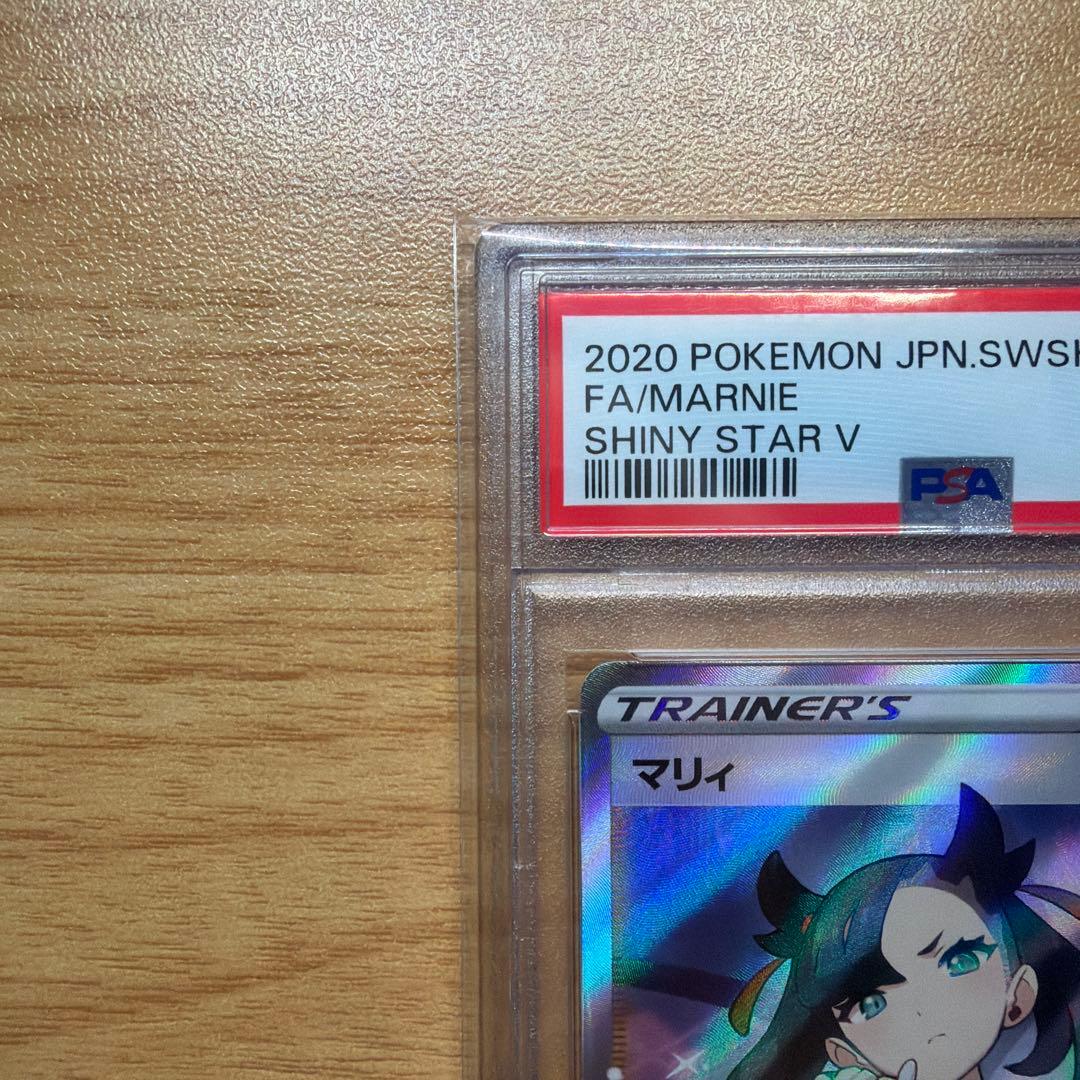 2020 POKEMON JPN.SWSH
FA/MARNIE
SHINY STAR V
PSA
TRAINER'S
マリィ